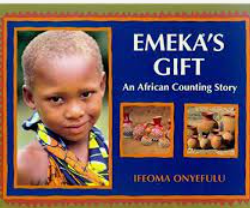 EMEKA'S
GIFT
An African Counting Story
IFEOMA ONYEFULU